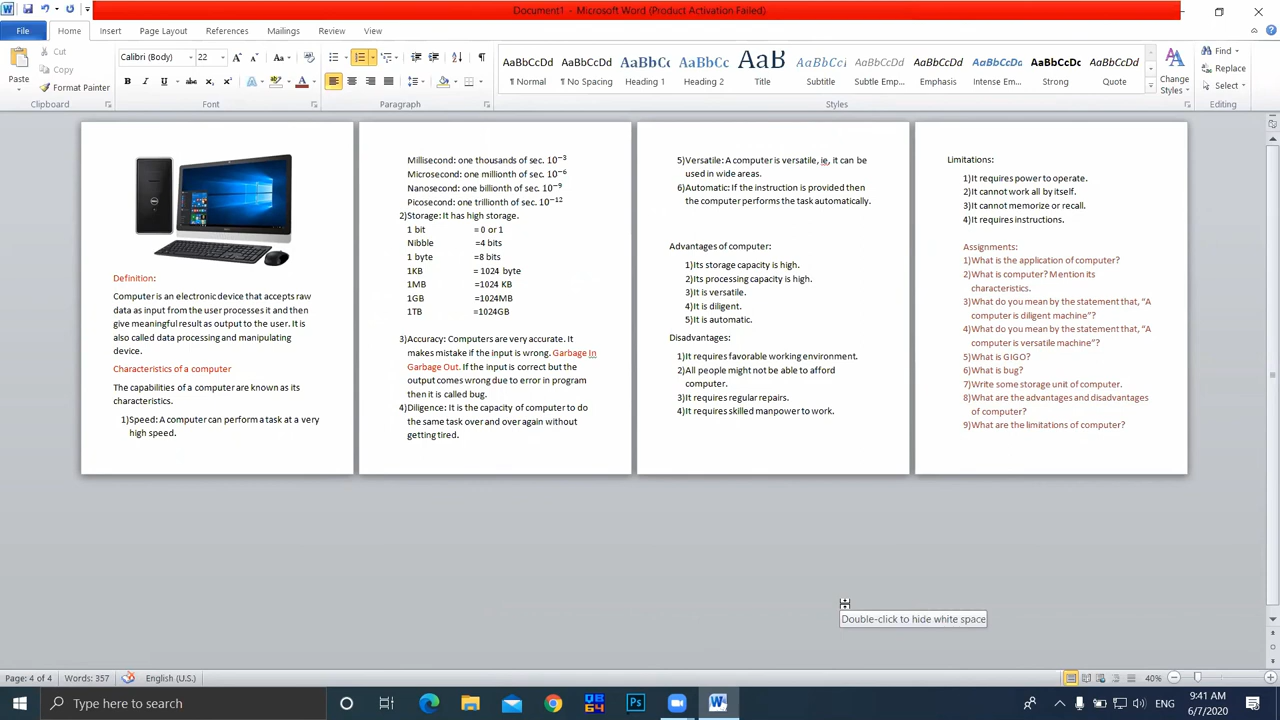 Document1 - Microsoft Word (Product Activation Failed)
File Home Insert Page Layout References Mailings Review View
Cut
Copy
Format Painter
Paste
Clipboard
Calibri (Body) 22
Font
Paragraph
AaBbCcDd AaBbCcDd AaBbCc AaBbCc AaB AaBbCcI AaBbCcDd AaBbCcDd AaBbCcDd AaBbCcDc AaBbCcDd
¶ Normal ¶ No Spacing Heading 1 Heading 2 Title Subtitle Subtle Emp... Emphasis Intense Em... Strong Quote
Change Styles
Styles
Find
Replace
Select
Editing
Definition:
Computer is an electronic device that accepts raw
data as input from the user processes it and then
give meaningful result as output to the user. It is
also called data processing and manipulating
device.
Characteristics of a computer
The capabilities of a computer are known as its
characteristics.
1)Speed: A computer can perform a task at a very
high speed.
Millisecond: one thousands of sec. 10⁻³
Microsecond: one millionth of sec. 10⁻⁶
Nanosecond: one billionth of sec 10⁻⁹
Picosecond: one trillionth of sec. 10⁻¹²
2)Storage: It has high storage.
1 bit = 0 or 1
Nibble =4 bits
1 byte =8 bits
1KB = 1024 byte
1MB =1024 KB
1GB =1024MB
1TB =1024GB
3)Accuracy: Computers are very accurate. It
makes mistake if the input is wrong. Garbage In
Garbage Out. If the input is correct but the
output comes wrong due to error in program
then it is called bug.
4)Diligence: It is the capacity of computer to do
the same task over and over again without
getting tired.
5)Versatile: A computer is versatile, ie, it can be
used in wide areas.
6)Automatic: If the instruction is provided then
the computer performs the task automatically.
Advantages of computer:
1)Its storage capacity is high.
2)Its processing capacity is high.
3)It is versatile.
4)It is diligent.
5)It is automatic.
Disadvantages:
1)It requires favorable working environment.
2)All people might not be able to afford
computer.
3)It requires regular repairs.
4)It requires skilled manpower to work.
Limitations:
1)It requires power to operate.
2)It cannot work all by itself.
3)It cannot memorize or recall.
4)It requires instructions.
Assignments:
1)What is the application of computer?
2)What is computer? Mention its
characteristics.
3)What do you mean by the statement that, “A
computer is diligent machine”?
4)What do you mean by the statement that, “A
computer is versatile machine”?
5)What is GIGO?
6)What is bug?
7)Write some storage unit of computer.
8)What are the advantages and disadvantages
of computer?
9)What are the limitations of computer?
Double-click to hide white space
Page: 4 of 4 Words: 357 English (U.S.) 40%
Type here to search
QB
64
Ps
ENG
9:41 AM
6/7/2020